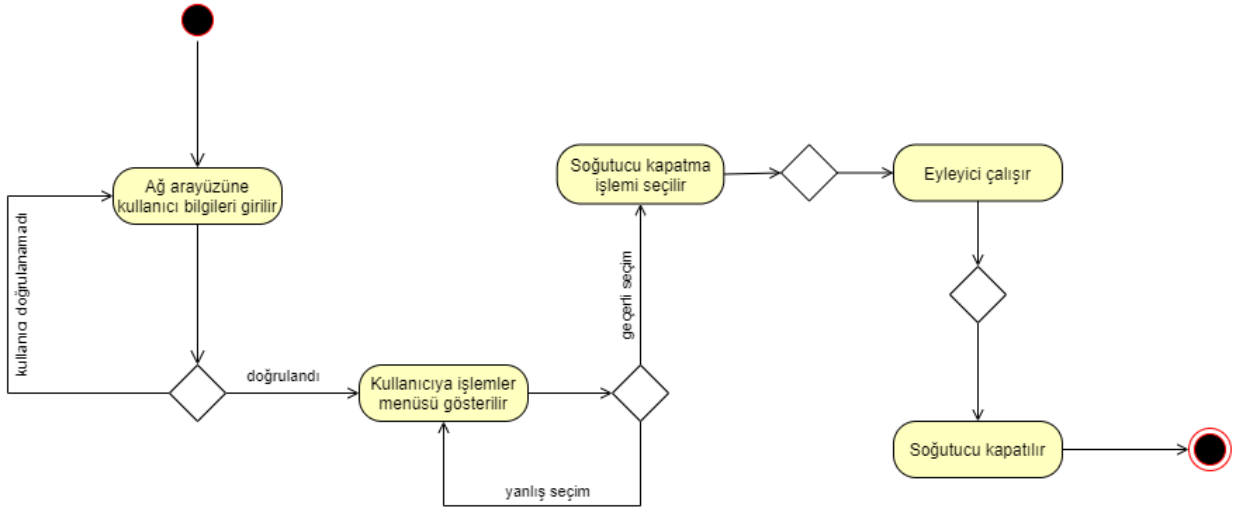 Ağ arayüzüne
kullanıcı bilgileri girilir
kullanıcı doğrulanamadı
doğrulandı
Kullanıcıya işlemler
menüsü gösterilir
yanlış seçim
geçerli seçim
Soğutucu kapatma
işlemi seçilir
Eyleyici çalışır
Soğutucu kapatılır